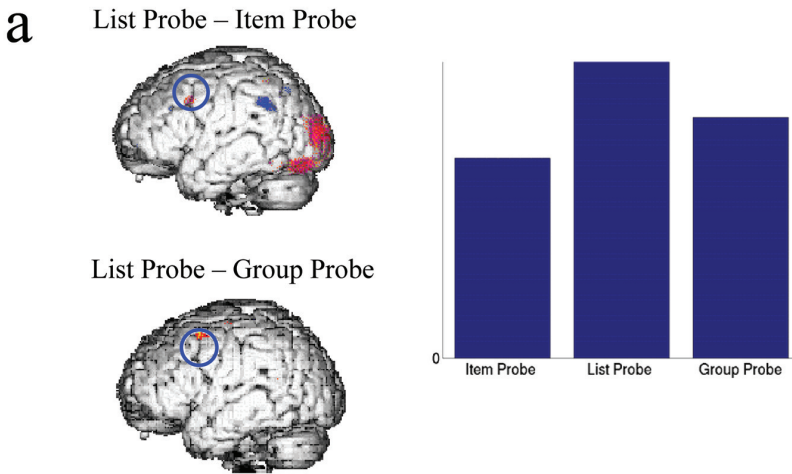 a
List Probe – Item Probe
List Probe – Group Probe
0
Item Probe
List Probe
Group Probe